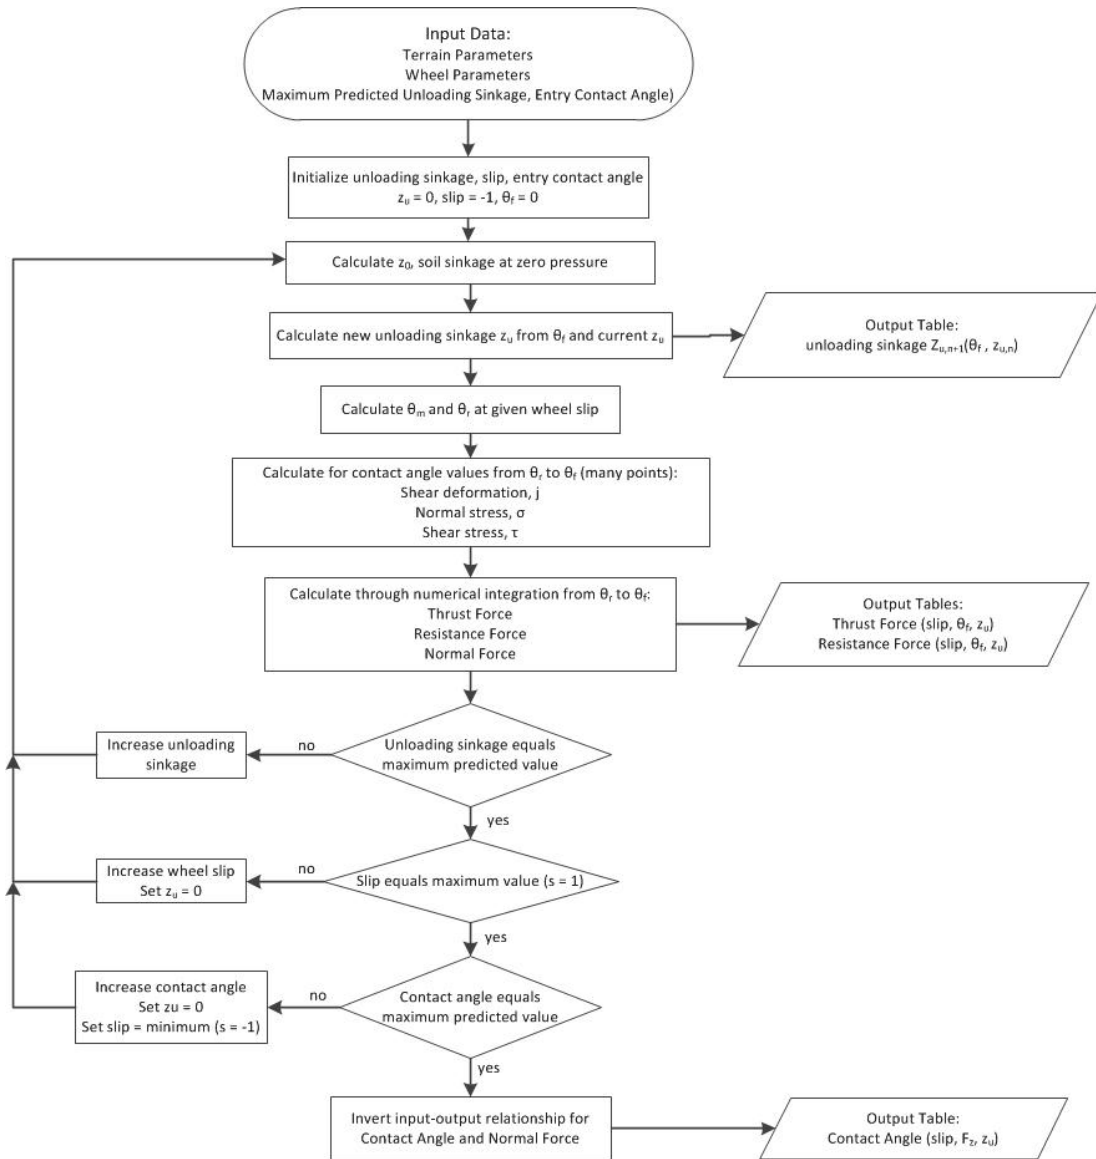 Input Data:
Terrain Parameters
Wheel Parameters
Maximum Predicted Unloading Sinkage, Entry Contact Angle)
Initialize unloading sinkage, slip, entry contact angle
zᵤ = 0, slip = -1, θf = 0
Calculate z₀, soil sinkage at zero pressure
Calculate new unloading sinkage zᵤ from θf and current zᵤ
Output Table:
unloading sinkage Zᵤ,ₙ₊₁(θf , zᵤ,ₙ)
Calculate θₘ and θᵣ at given wheel slip
Calculate for contact angle values from θᵣ to θf (many points):
Shear deformation, j
Normal stress, σ
Shear stress, τ
Calculate through numerical integration from θᵣ to θf:
Thrust Force
Resistance Force
Normal Force
Output Tables:
Thrust Force (slip, θf, zᵤ)
Resistance Force (slip, θf, zᵤ)
Unloading sinkage equals
maximum predicted value
no
Increase unloading
sinkage
yes
Slip equals maximum value (s = 1)
no
Increase wheel slip
Set zᵤ = 0
yes
Contact angle equals
maximum predicted value
no
Increase contact angle
Set zu = 0
Set slip = minimum (s = -1)
yes
Invert input-output relationship for
Contact Angle and Normal Force
Output Table:
Contact Angle (slip, F_z, zᵤ)